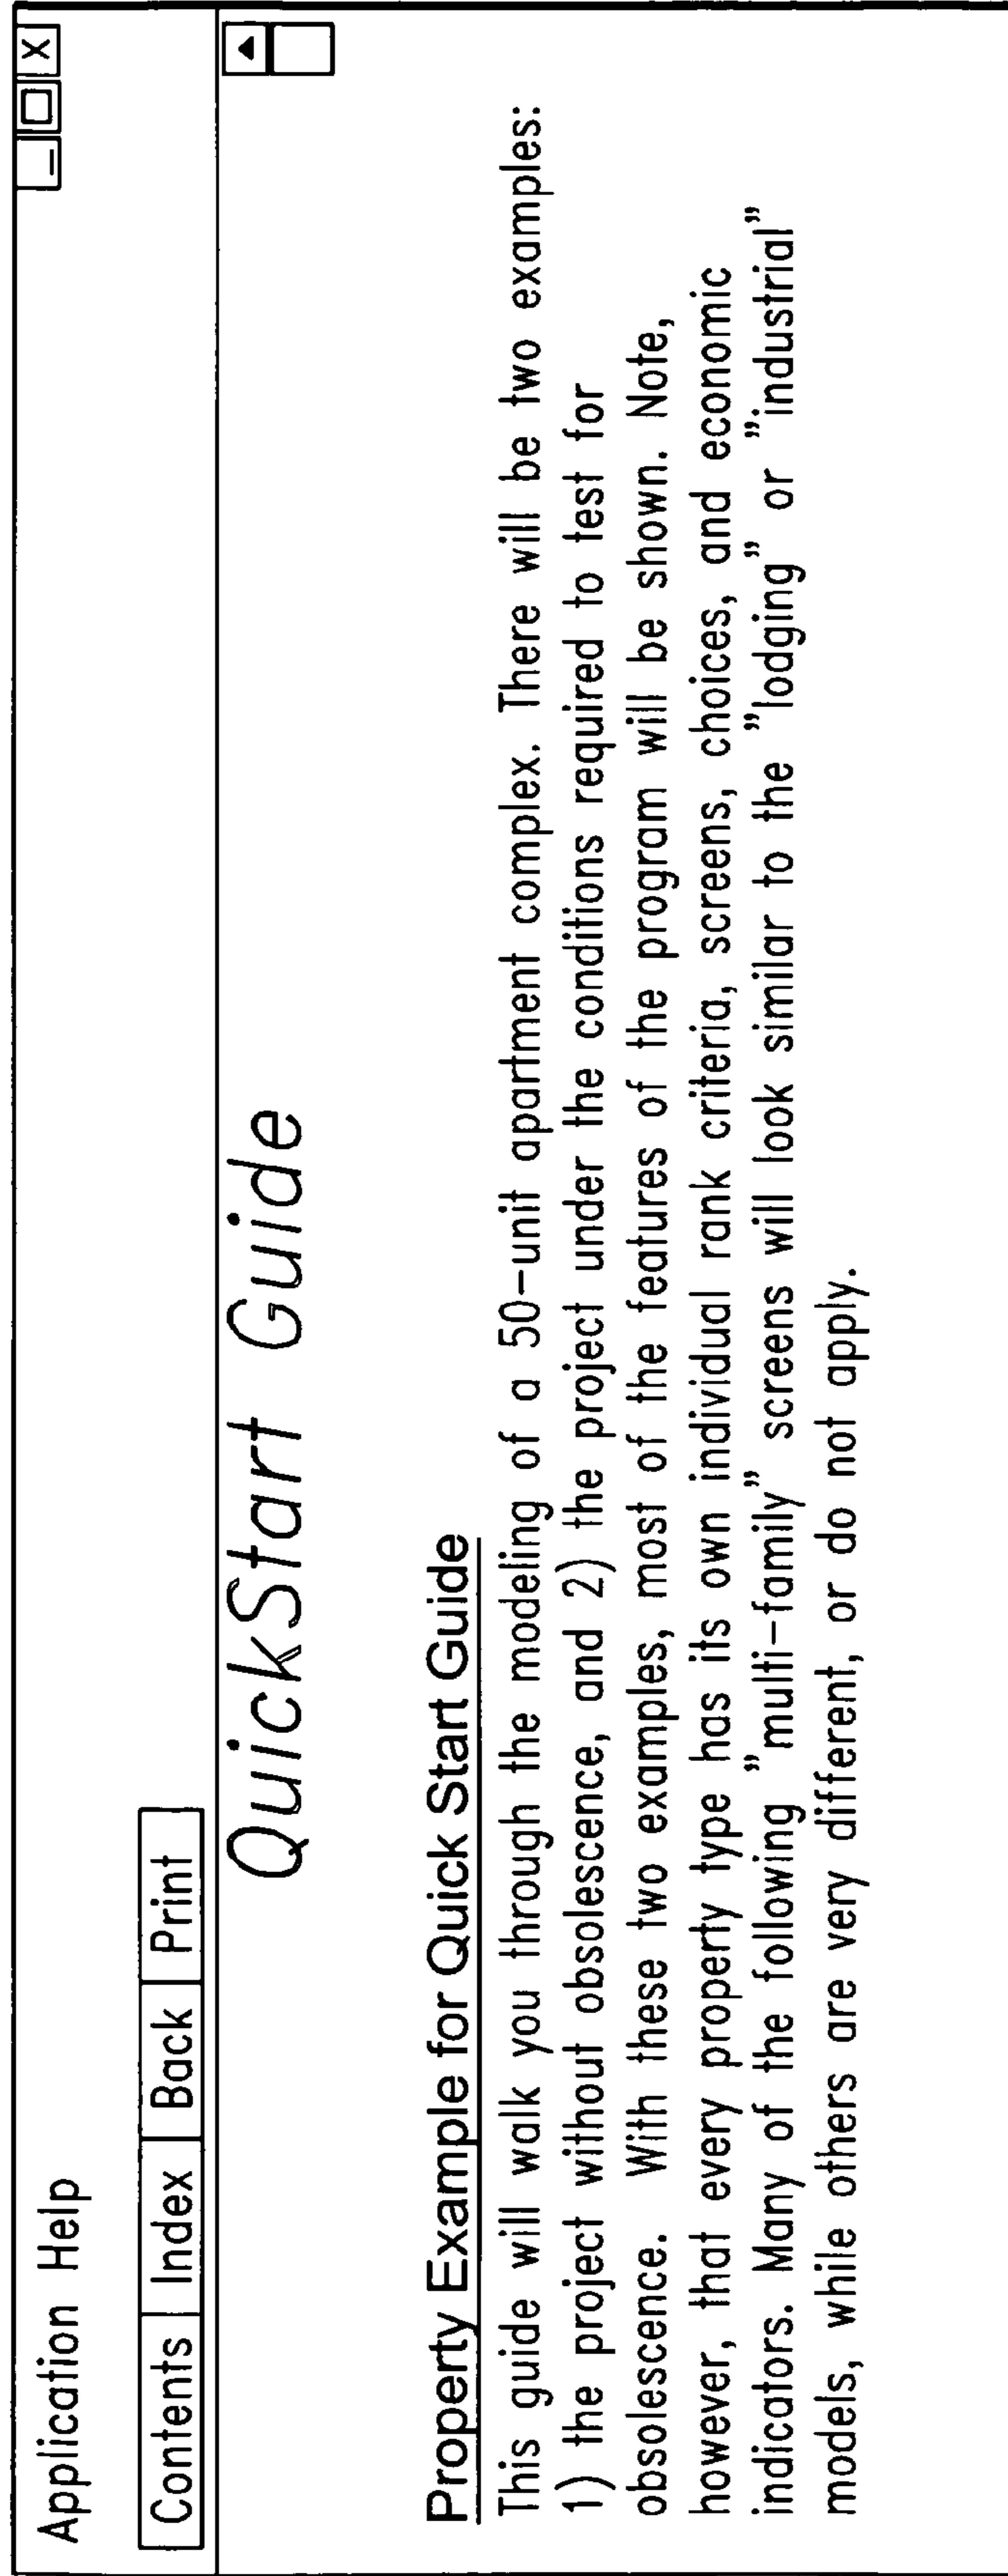 Application Help
_ □ X
Contents Index Back Print
QuickStart Guide
Property Example for Quick Start Guide
This guide will walk you through the modeling of a 50-unit apartment complex. There will be two examples:
1) the project without obsolescence, and 2) the project under the conditions required to test for
obsolescence. With these two examples, most of the features of the program will be shown. Note,
however, that every property type has its own individual rank criteria, screens, choices, and economic
indicators. Many of the following "multi-family" screens will look similar to the "lodging" or "industrial"
models, while others are very different, or do not apply.